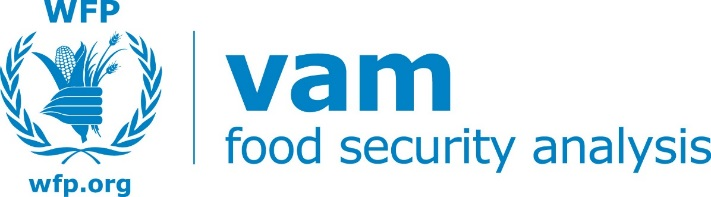 WFP
wfp.org
vam
food security analysis